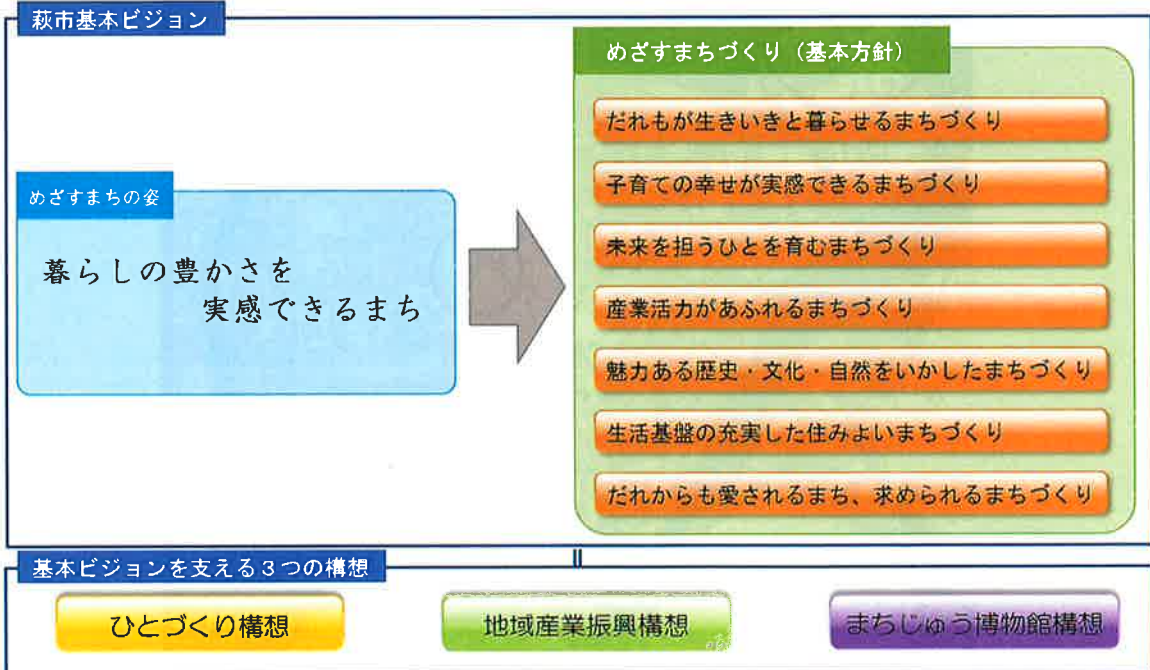 萩市基本ビジョン
めざすまちの姿
暮らしの豊かさを
実感できるまち
めざすまちづくり（基本方針）
だれもが生きいきと暮らせるまちづくり
子育ての幸せが実感できるまちづくり
未来を担うひとを育むまちづくり
産業活力があふれるまちづくり
魅力ある歴史・文化・自然をいかしたまちづくり
生活基盤の充実した住みよいまちづくり
だれからも愛されるまち、求められるまちづくり
基本ビジョンを支える３つの構想
ひとづくり構想
地域産業振興構想
まちじゅう博物館構想